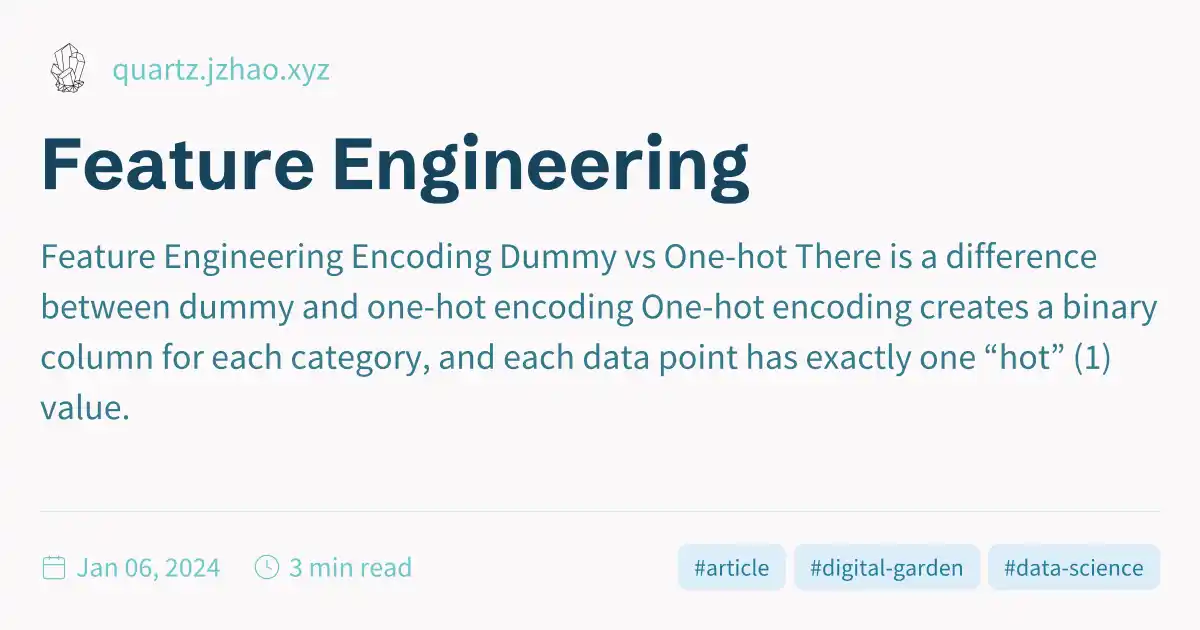 quartz.jzhao.xyz
Feature Engineering
Feature Engineering Encoding Dummy vs One-hot There is a difference
between dummy and one-hot encoding One-hot encoding creates a binary
column for each category, and each data point has exactly one “hot” (1)
value.
Jan 06, 2024 3 min read #article #digital-garden #data-science